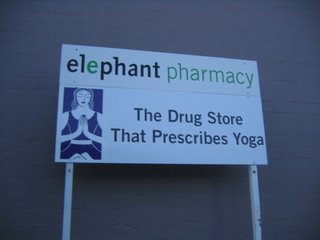 elephant pharmacy
The Drug Store
That Prescribes Yoga